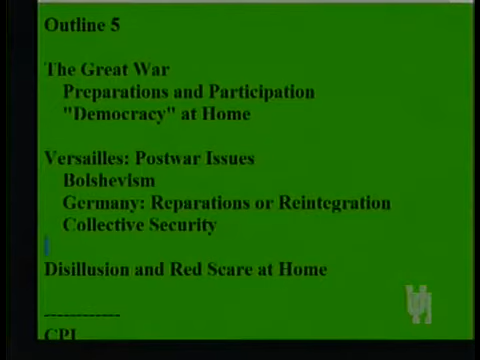 Outline 5
The Great War
Preparations and Participation
"Democracy" at Home
Versailles: Postwar Issues
Bolshevism
Germany: Reparations or Reintegration
Collective Security
Disillusion and Red Scare at Home
------------------
CPI